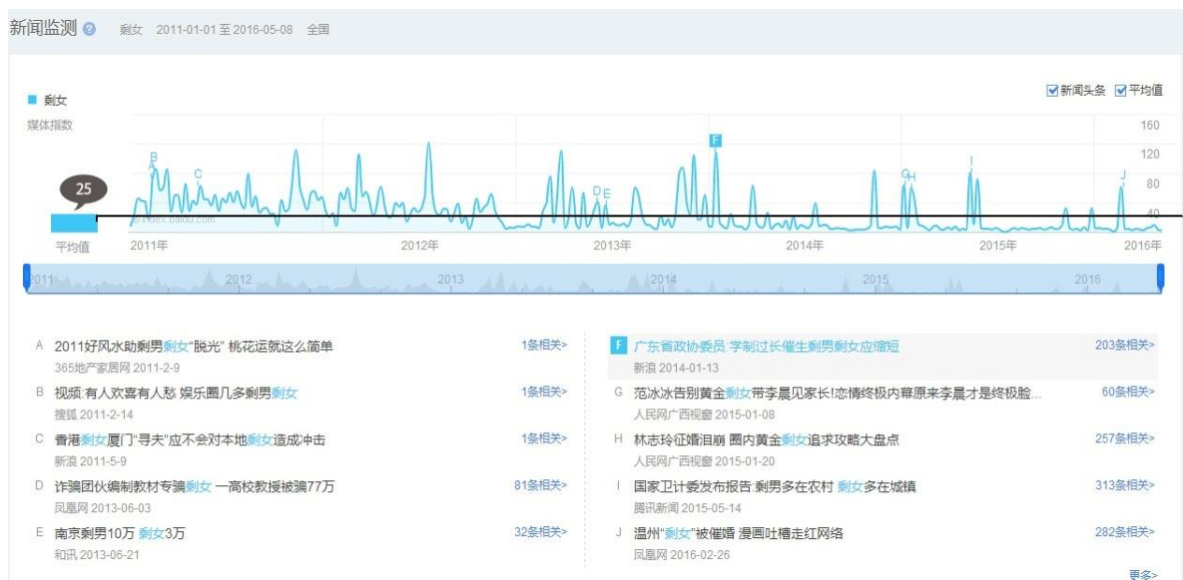 新闻监测 ? 剩女 2011-01-01 至 2016-05-08 全国
新闻头条 平均值
剩女
媒体指数
160
120
80
40
25
平均值
A
B
C
D E
F
G H
I
J
index.baidu.com
2011年 2012年 2013年 2014年 2015年 2016年
2011 2012 2013 2014 2015 2016
A 2011好风水助剩男剩女"脱光" 桃花运就这么简单 1条相关>
365地产家居网 2011-2-9
B 视频:有人欢喜有人愁 娱乐圈几多剩男剩女 1条相关>
搜狐 2011-2-14
C 香港剩女厦门"寻夫"应不会对本地剩女造成冲击 1条相关>
新浪 2011-5-9
D 诈骗团伙编制教材专骗剩女 一高校教授被骗77万 81条相关>
凤凰网 2013-06-03
E 南京剩男10万 剩女3万 32条相关>
和讯 2013-06-21
F 广东省政协委员:学制过长催生剩男剩女应缩短 203条相关>
新浪 2014-01-13
G 范冰冰告别黄金剩女带李晨见家长!恋情终极内幕原来李晨才是终极脸... 60条相关>
人民网广西视窗 2015-01-08
H 林志玲征婚泪崩 圈内黄金剩女追求攻略大盘点 257条相关>
人民网广西视窗 2015-01-20
I 国家卫计委发布报告:剩男多在农村 剩女多在城镇 313条相关>
腾讯新闻 2015-05-14
J 温州"剩女"被催婚 漫画吐槽走红网络 282条相关>
凤凰网 2016-02-26
更多>